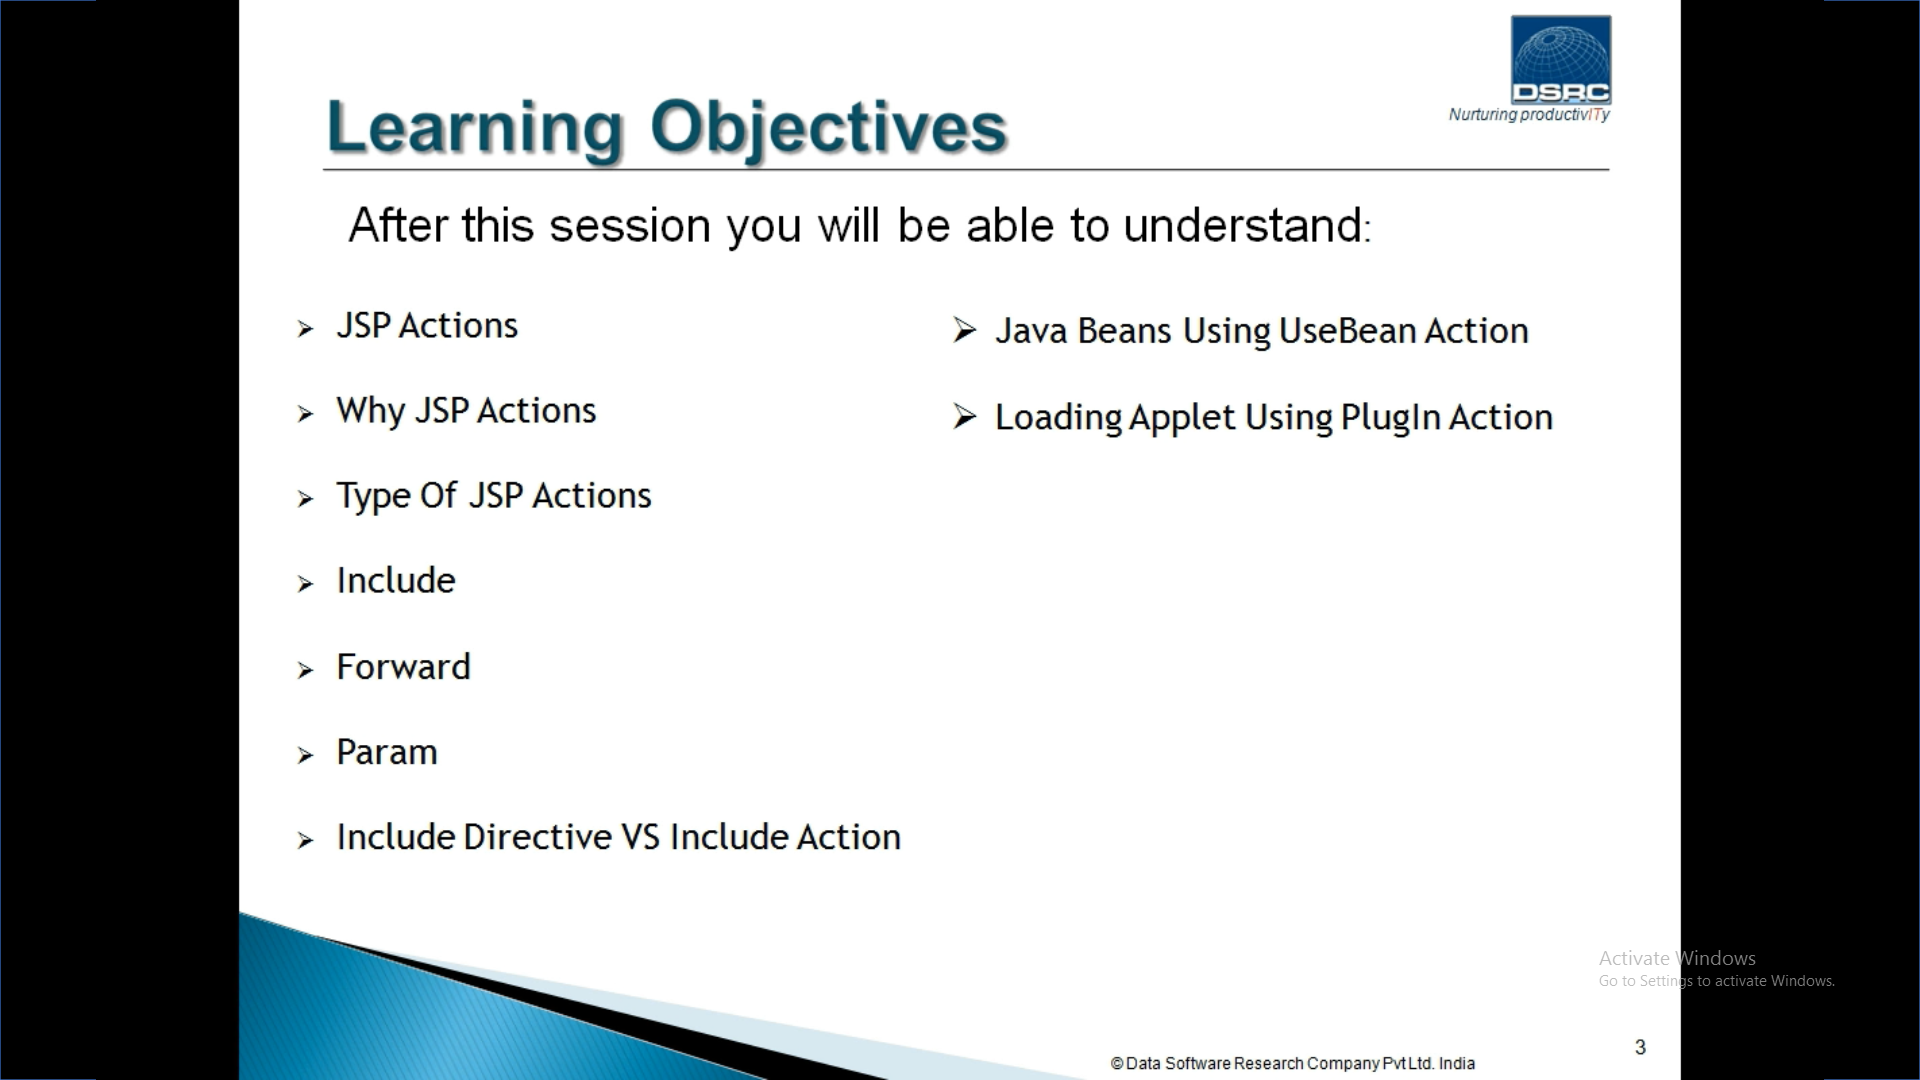 DSRC
Nurturing productivITy
Learning Objectives
After this session you will be able to understand:
JSP Actions
Why JSP Actions
Type Of JSP Actions
Include
Forward
Param
Include Directive VS Include Action
Java Beans Using UseBean Action
Loading Applet Using PlugIn Action
Activate Windows
Go to Settings to activate Windows.
3
© Data Software Research Company Pvt Ltd. India